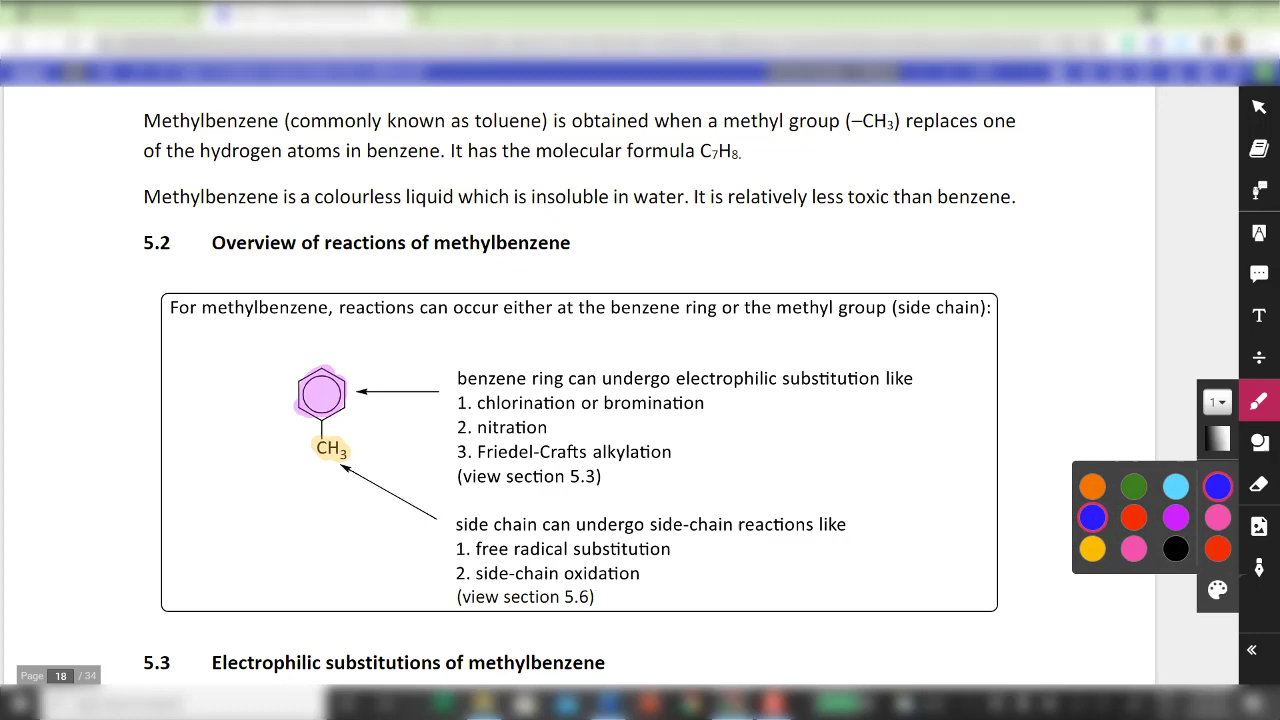 Methylbenzene (commonly known as toluene) is obtained when a methyl group (–CH₃) replaces one
of the hydrogen atoms in benzene. It has the molecular formula C₇H₈.
Methylbenzene is a colourless liquid which is insoluble in water. It is relatively less toxic than benzene.
5.2 Overview of reactions of methylbenzene
For methylbenzene, reactions can occur either at the benzene ring or the methyl group (side chain):
benzene ring can undergo electrophilic substitution like
1. chlorination or bromination
2. nitration
3. Friedel-Crafts alkylation
(view section 5.3)
CH₃
side chain can undergo side-chain reactions like
1. free radical substitution
2. side-chain oxidation
(view section 5.6)
5.3 Electrophilic substitutions of methylbenzene
Page 18 / 34
1